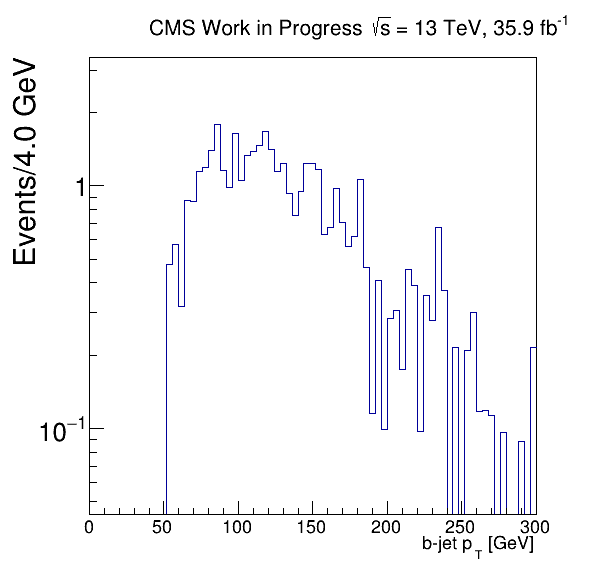 CMS Work in Progress √s = 13 TeV, 35.9 fb⁻¹
Events/4.0 GeV
1
10⁻¹
0 50 100 150 200 250 300
b-jet p_T [GeV]